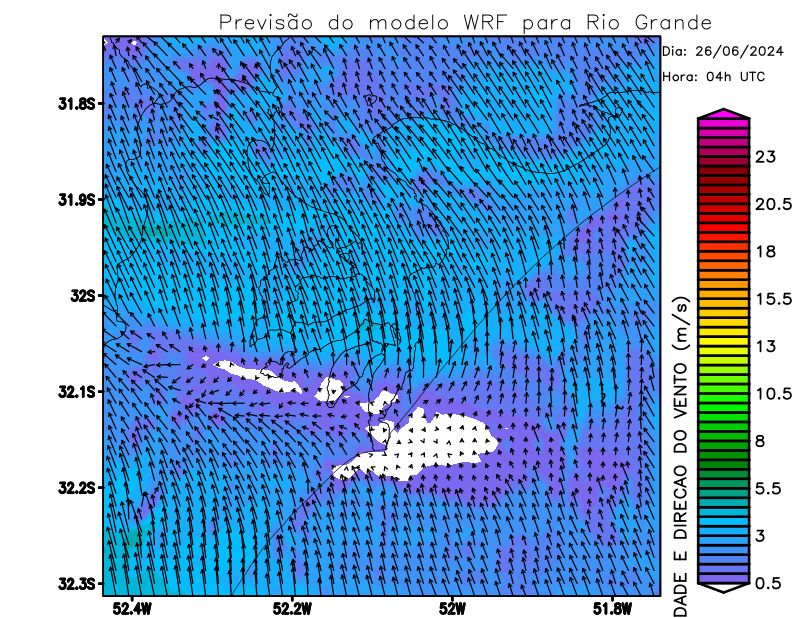 Previsão do modelo WRF para Rio Grande
Dia: 26/06/2024
Hora: 04h UTC
31.8S
31.9S
32S
32.1S
32.2S
32.3S
52.4W
52.2W
52W
51.8W
23
20.5
18
15.5
13
10.5
8
5.5
3
0.5
DADE E DIRECAO DO VENTO (m/s)